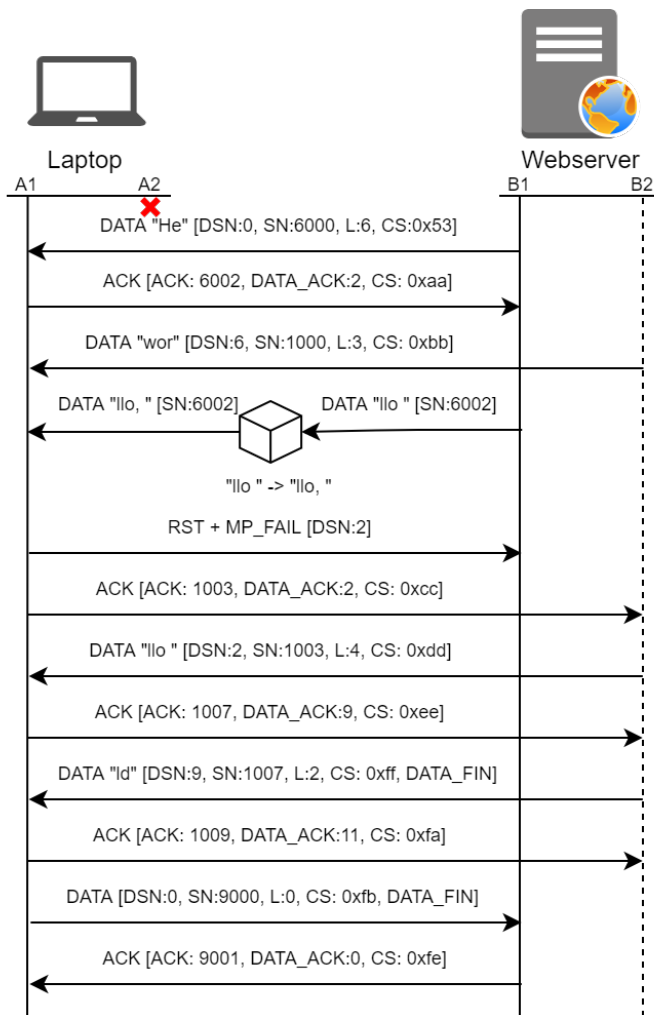 Laptop
Webserver
A1
A2
B1
B2
DATA "He" [DSN:0, SN:6000, L:6, CS:0x53]
ACK [ACK: 6002, DATA_ACK:2, CS: 0xaa]
DATA "wor" [DSN:6, SN:1000, L:3, CS: 0xbb]
DATA "llo, " [SN:6002]
DATA "llo " [SN:6002]
"llo " -> "llo, "
RST + MP_FAIL [DSN:2]
ACK [ACK: 1003, DATA_ACK:2, CS: 0xcc]
DATA "llo " [DSN:2, SN:1003, L:4, CS: 0xdd]
ACK [ACK: 1007, DATA_ACK:9, CS: 0xee]
DATA "ld" [DSN:9, SN:1007, L:2, CS: 0xff, DATA_FIN]
ACK [ACK: 1009, DATA_ACK:11, CS: 0xfa]
DATA [DSN:0, SN:9000, L:0, CS: 0xfb, DATA_FIN]
ACK [ACK: 9001, DATA_ACK:0, CS: 0xfe]